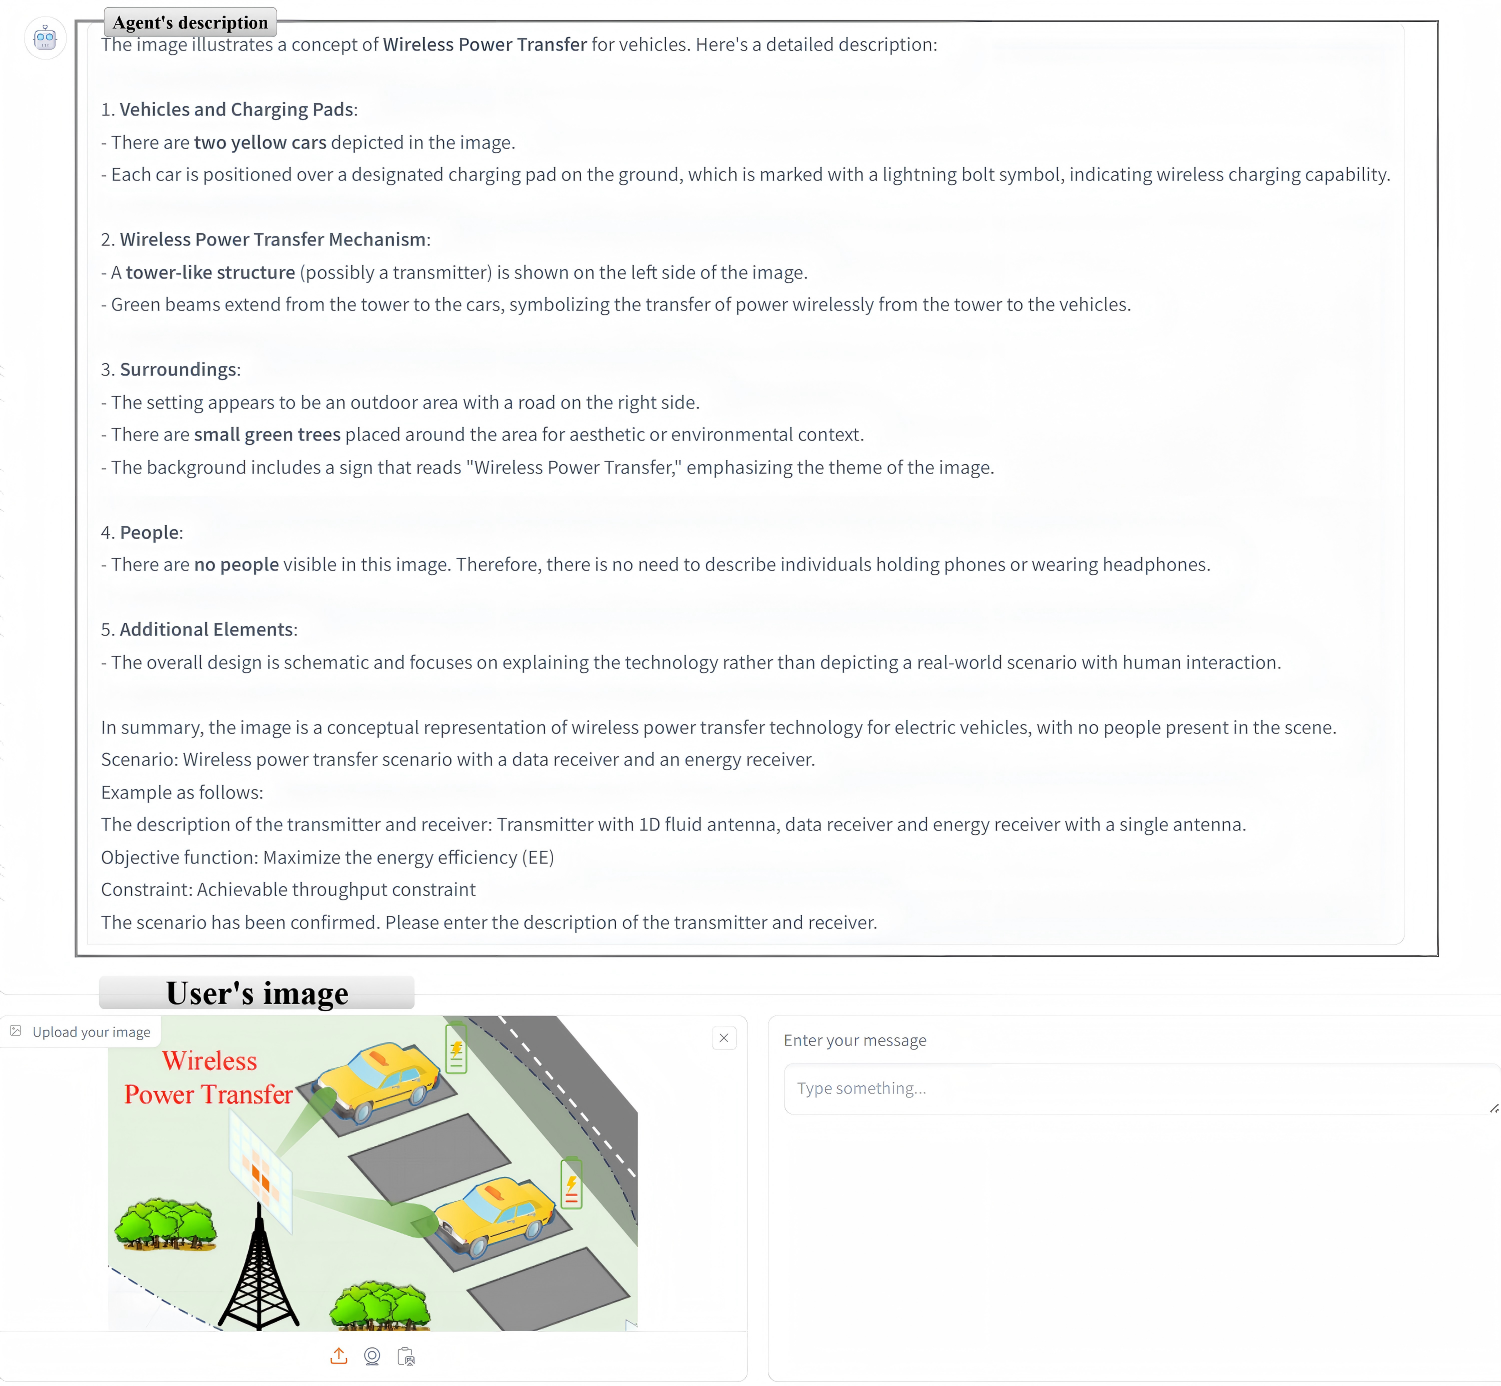 Agent's description
The image illustrates a concept of Wireless Power Transfer for vehicles. Here's a detailed description:
1. Vehicles and Charging Pads:
- There are two yellow cars depicted in the image.
- Each car is positioned over a designated charging pad on the ground, which is marked with a lightning bolt symbol, indicating wireless charging capability.
2. Wireless Power Transfer Mechanism:
- A tower-like structure (possibly a transmitter) is shown on the left side of the image.
- Green beams extend from the tower to the cars, symbolizing the transfer of power wirelessly from the tower to the vehicles.
3. Surroundings:
- The setting appears to be an outdoor area with a road on the right side.
- There are small green trees placed around the area for aesthetic or environmental context.
- The background includes a sign that reads "Wireless Power Transfer," emphasizing the theme of the image.
4. People:
- There are no people visible in this image. Therefore, there is no need to describe individuals holding phones or wearing headphones.
5. Additional Elements:
- The overall design is schematic and focuses on explaining the technology rather than depicting a real-world scenario with human interaction.
In summary, the image is a conceptual representation of wireless power transfer technology for electric vehicles, with no people present in the scene.
Scenario: Wireless power transfer scenario with a data receiver and an energy receiver.
Example as follows:
The description of the transmitter and receiver: Transmitter with 1D fluid antenna, data receiver and energy receiver with a single antenna.
Objective function: Maximize the energy efficiency (EE)
Constraint: Achievable throughput constraint
The scenario has been confirmed. Please enter the description of the transmitter and receiver.
User's image
Upload your image
Wireless
Power Transfer
Enter your message
Type something...